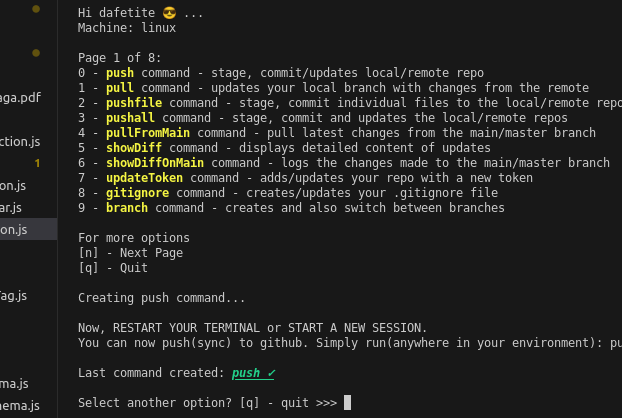 Hi dafetite 😎 ...
Machine: linux
Page 1 of 8:
0 - push command - stage, commit/updates local/remote repo
1 - pull command - updates your local branch with changes from the remote
2 - pushfile command - stage, commit individual files to the local/remote repo
3 - pushall command - stage, commit and updates the local/remote repos
4 - pullFromMain command - pull latest changes from the main/master branch
5 - showDiff command - displays detailed content of updates
6 - showDiffOnMain command - logs the changes made to the main/master branch
7 - updateToken command - adds/updates your repo with a new token
8 - gitignore command - creates/updates your .gitignore file
9 - branch command - creates and also switch between branches
For more options
[n] - Next Page
[q] - Quit
Creating push command...
Now, RESTART YOUR TERMINAL or START A NEW SESSION.
You can now push(sync) to github. Simply run(anywhere in your environment): pu
Last command created: push ✓
Select another option? [q] - quit >>>
aga.pdf
ction.js
1
on.js
ar.js
on.js
Tag.js
ma.js
nema.js